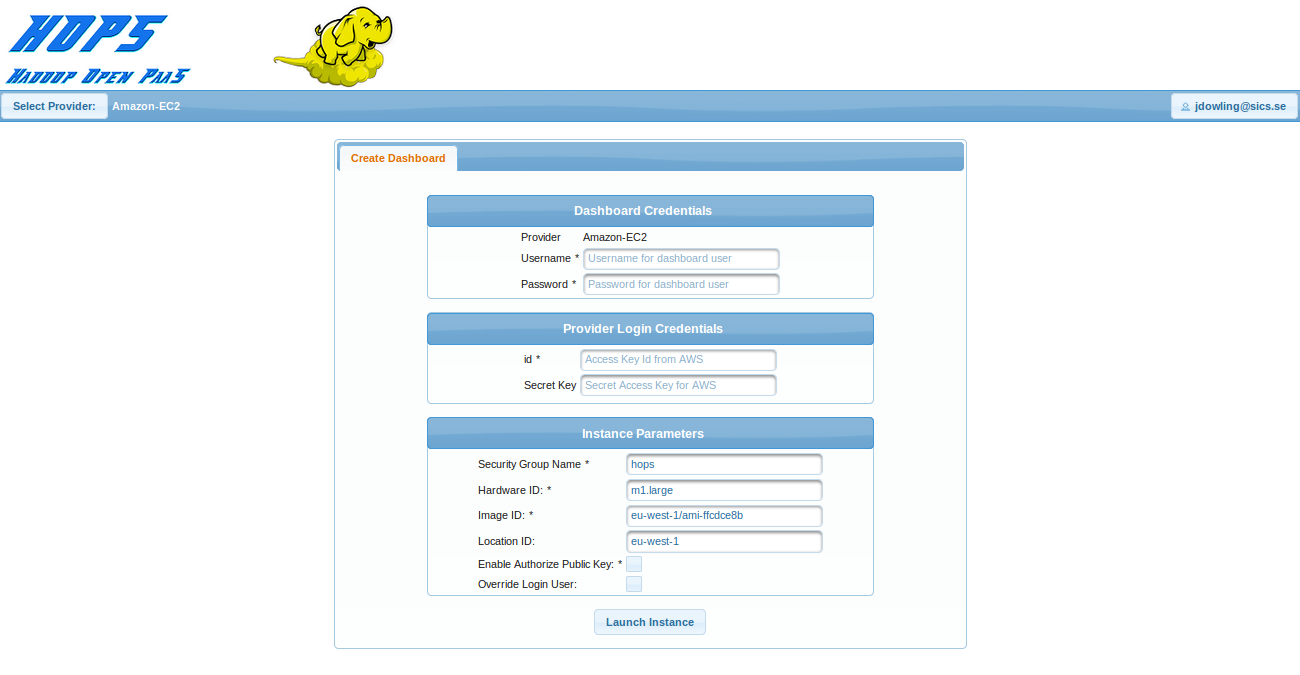 HOPS
Hadoop Open PaaS
Select Provider: Amazon-EC2 jdowling@sics.se
Create Dashboard
Dashboard Credentials
Provider Amazon-EC2
Username * Username for dashboard user
Password * Password for dashboard user
Provider Login Credentials
id * Access Key Id from AWS
Secret Key Secret Access Key for AWS
Instance Parameters
Security Group Name * hops
Hardware ID: * m1.large
Image ID: * eu-west-1/ami-ffcdce8b
Location ID: eu-west-1
Enable Authorize Public Key: *
Override Login User:
Launch Instance